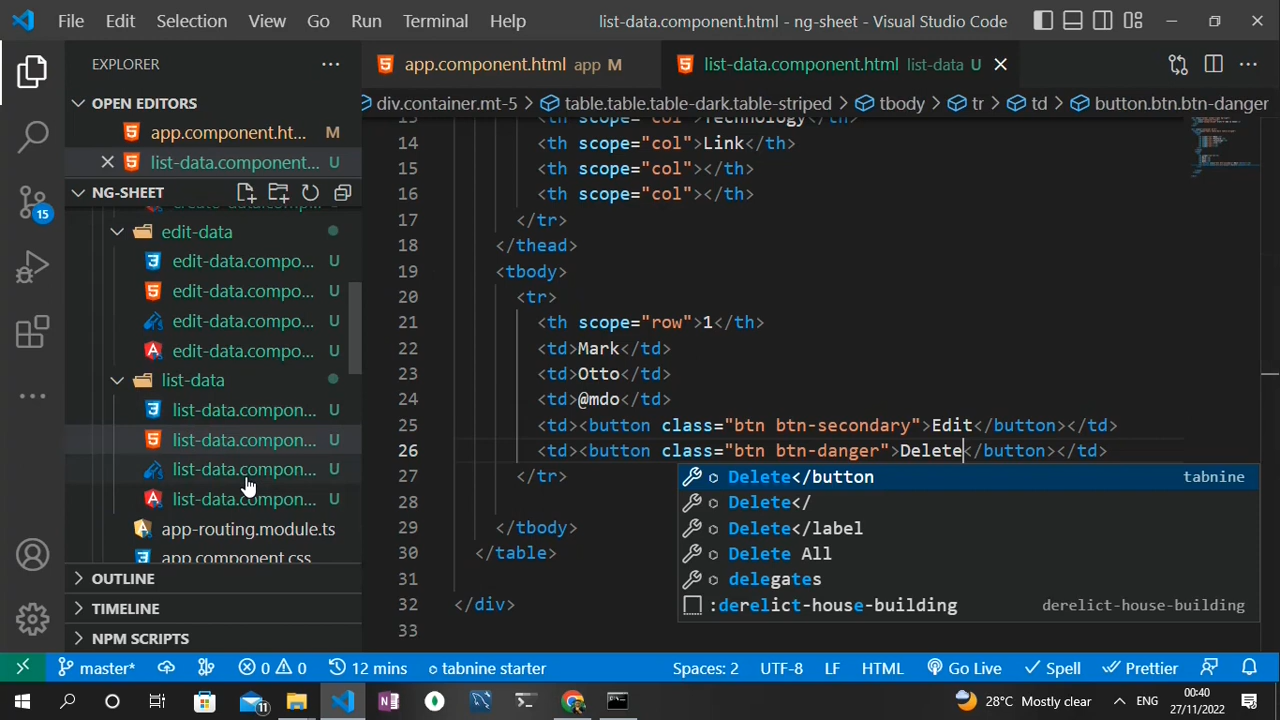 File Edit Selection View Go Run Terminal Help list-data.component.html - ng-sheet - Visual Studio Code
EXPLORER
app.component.html app M
list-data.component.html list-data U
OPEN EDITORS
app.component.ht... M
list-data.component... U
div.container.mt-5 table.table.table-dark.table-striped tbody tr td button.btn.btn-danger
NG-SHEET
create-data.comp...
edit-data
edit-data.compo... U
edit-data.compo... U
edit-data.compo... U
edit-data.compo... U
list-data
list-data.compon... U
list-data.compon... U
list-data.compon... U
list-data.compon... U
app-routing.module.ts
app.component.css
OUTLINE
TIMELINE
NPM SCRIPTS
15
13 <th scope="col">Technology</th>
14 <th scope="col">Link</th>
15 <th scope="col"></th>
16 <th scope="col"></th>
17 </tr>
18 </thead>
19 <tbody>
20 <tr>
21 <th scope="row">1</th>
22 <td>Mark</td>
23 <td>Otto</td>
24 <td>@mdo</td>
25 <td><button class="btn btn-secondary">Edit</button></td>
26 <td><button class="btn btn-danger">Delete</button></td>
27 </tr>
28
29 </tbody>
30 </table>
31
32 </div>
33
Delete</button tabnine
Delete</
Delete</label
Delete All
delegates
:derelict-house-building derelict-house-building
master* 0 0 12 mins tabnine starter Spaces: 2 UTF-8 LF HTML Go Live Spell Prettier
11
28°C Mostly clear ENG 00:40
27/11/2022